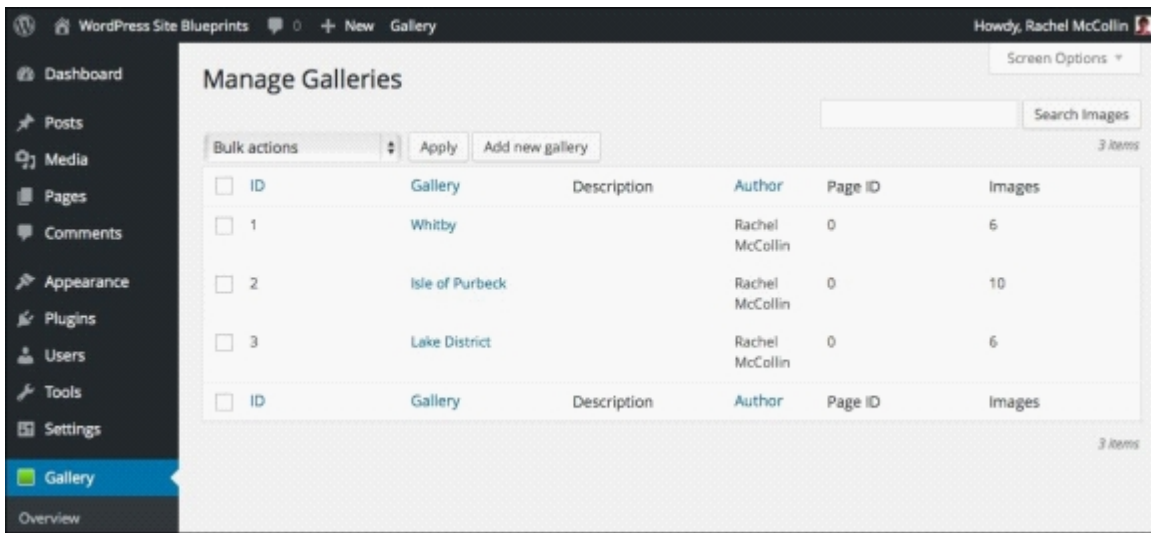 WordPress Site Blueprints 0 + New Gallery Howdy, Rachel McCollin
Dashboard
Posts
Media
Pages
Comments
Appearance
Plugins
Users
Tools
Settings
Gallery
Overview
Screen Options
Manage Galleries
Search Images
Bulk actions Apply Add new gallery 3 items
ID Gallery Description Author Page ID Images
1 Whitby Rachel McCollin 0 6
2 Isle of Purbeck Rachel McCollin 0 10
3 Lake District Rachel McCollin 0 6
ID Gallery Description Author Page ID Images
3 items